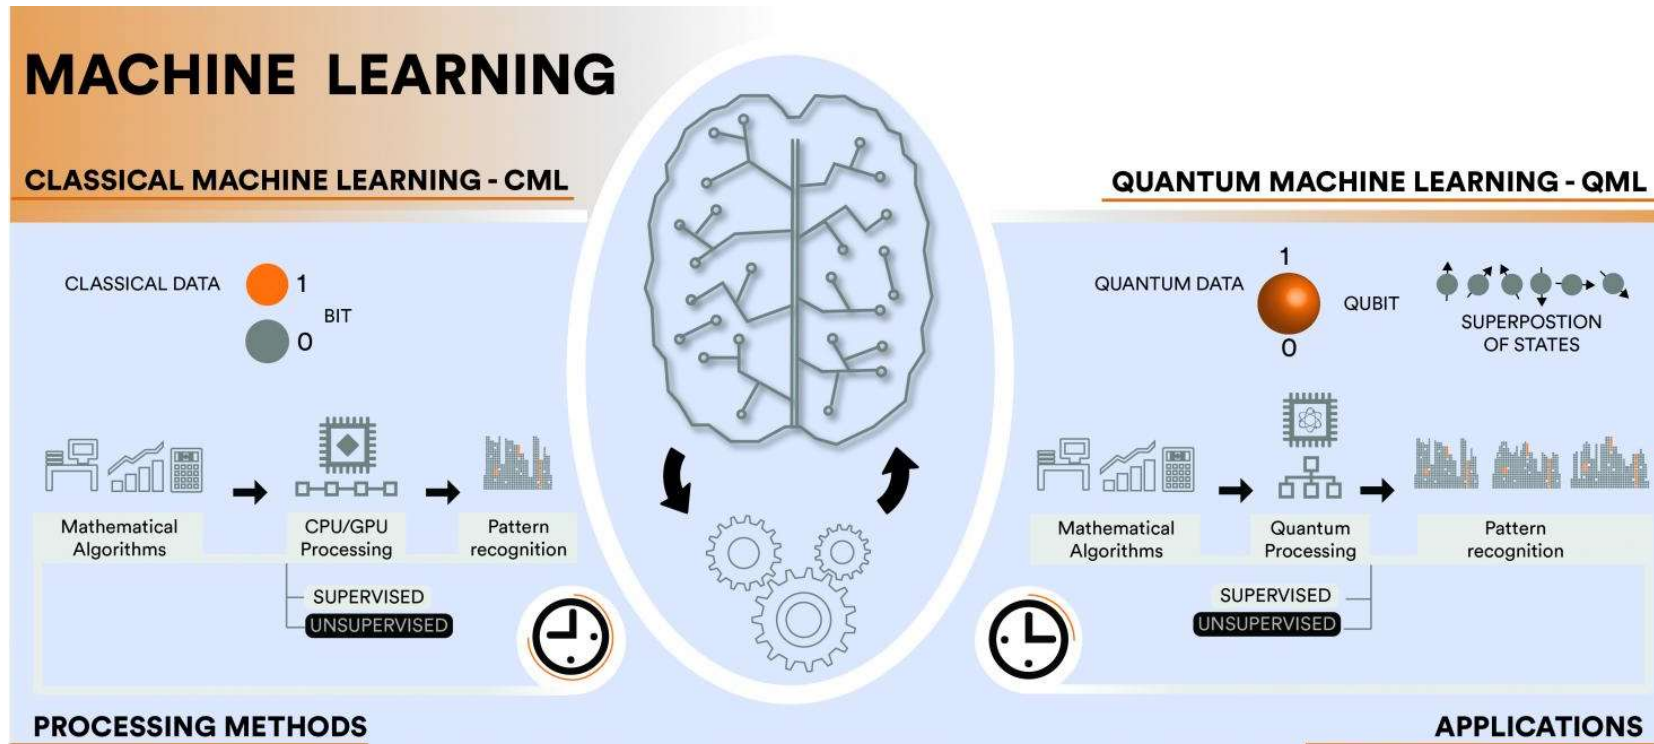 MACHINE LEARNING
CLASSICAL MACHINE LEARNING - CML
CLASSICAL DATA
1
BIT
0
Mathematical
Algorithms
CPU/GPU
Processing
Pattern
recognition
SUPERVISED
UNSUPERVISED
PROCESSING METHODS
QUANTUM MACHINE LEARNING - QML
QUANTUM DATA
1
QUBIT
0
SUPERPOSTION
OF STATES
Mathematical
Algorithms
Quantum
Processing
Pattern
recognition
SUPERVISED
UNSUPERVISED
APPLICATIONS